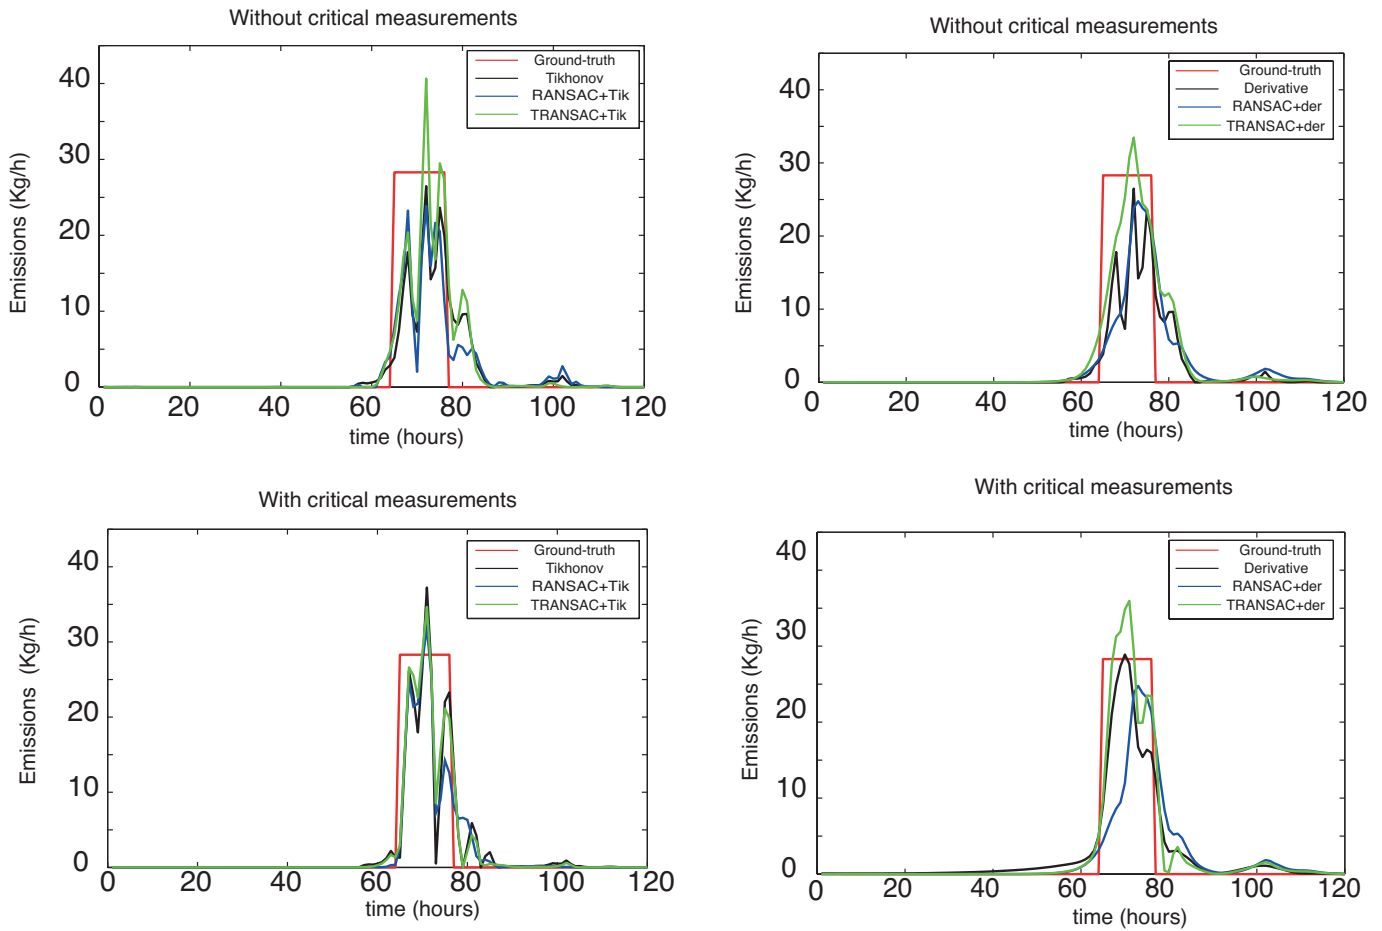 Without critical measurements
Emissions (Kg/h)
40
30
20
10
0
0 20 40 60 80 100 120
time (hours)
Ground-truth
Tikhonov
RANSAC+Tik
TRANSAC+Tik
Without critical measurements
Emissions (Kg/h)
40
30
20
10
0
0 20 40 60 80 100 120
time (hours)
Ground-truth
Derivative
RANSAC+der
TRANSAC+der
With critical measurements
Emissions (Kg/h)
40
30
20
10
0
0 20 40 60 80 100 120
time (hours)
Ground-truth
Tikhonov
RANSAC+Tik
TRANSAC+Tik
With critical measurements
Emissions (Kg/h)
40
30
20
10
0
0 20 40 60 80 100 120
time (hours)
Ground-truth
Derivative
RANSAC+der
TRANSAC+der